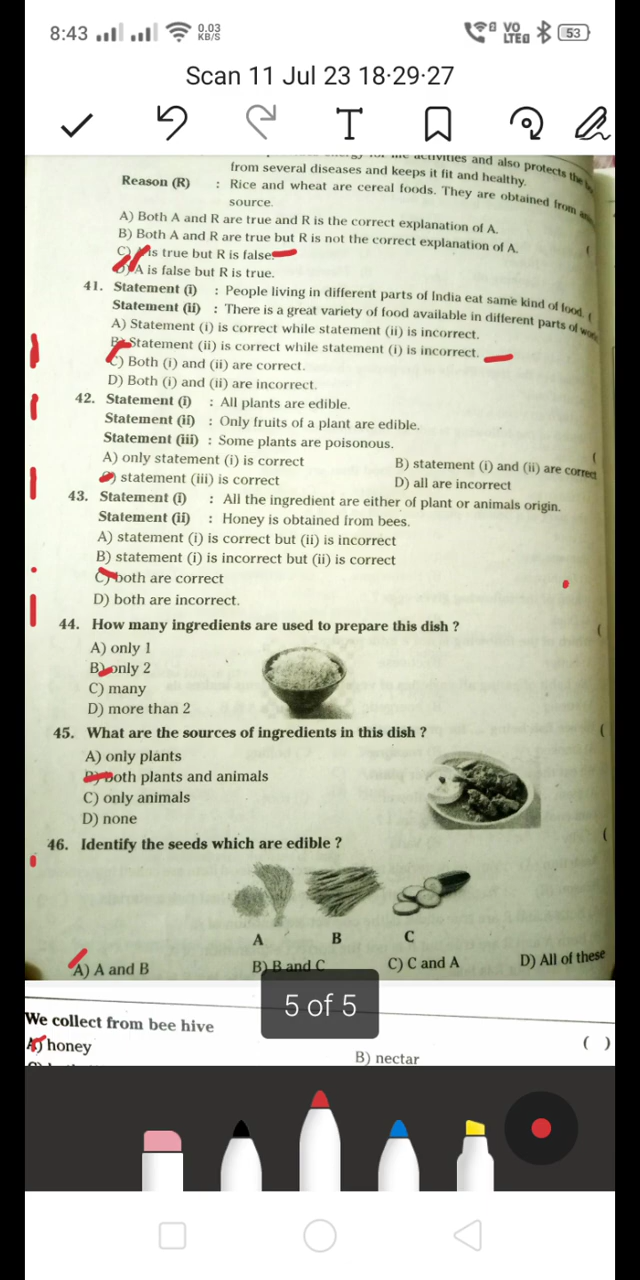 8:43
0.03
KB/S
VO
LTE
53
Scan 11 Jul 23 18·29·27
T
activities and also protects the
from several diseases and keeps it fit and healthy.
Reason (R) : Rice and wheat are cereal foods. They are obtained from
source.
A) Both A and R are true and R is the correct explanation of A.
B) Both A and R are true but R is not the correct explanation of A.
C) A is true but R is false.
D) A is false but R is true.
41. Statement (i) : People living in different parts of India eat same kind of food. (
Statement (ii) : There is a great variety of food available in different parts of
A) Statement (i) is correct while statement (ii) is incorrect.
B) Statement (ii) is correct while statement (i) is incorrect.
C) Both (i) and (ii) are correct.
D) Both (i) and (ii) are incorrect.
42. Statement (i) : All plants are edible.
Statement (ii) : Only fruits of a plant are edible.
Statement (iii) : Some plants are poisonous. (
A) only statement (i) is correct B) statement (i) and (ii) are correct
C) statement (iii) is correct D) all are incorrect
43. Statement (i) : All the ingredient are either of plant or animals origin.
Statement (ii) : Honey is obtained from bees.
A) statement (i) is correct but (ii) is incorrect
B) statement (i) is incorrect but (ii) is correct
C) both are correct
D) both are incorrect.
44. How many ingredients are used to prepare this dish ? (
A) only 1
B) only 2
C) many
D) more than 2
45. What are the sources of ingredients in this dish ? (
A) only plants
B) both plants and animals
C) only animals
D) none
46. Identify the seeds which are edible ? (
A B C
A) A and B B) B and C C) C and A D) All of these
5 of 5
We collect from bee hive ( )
A) honey B) nectar